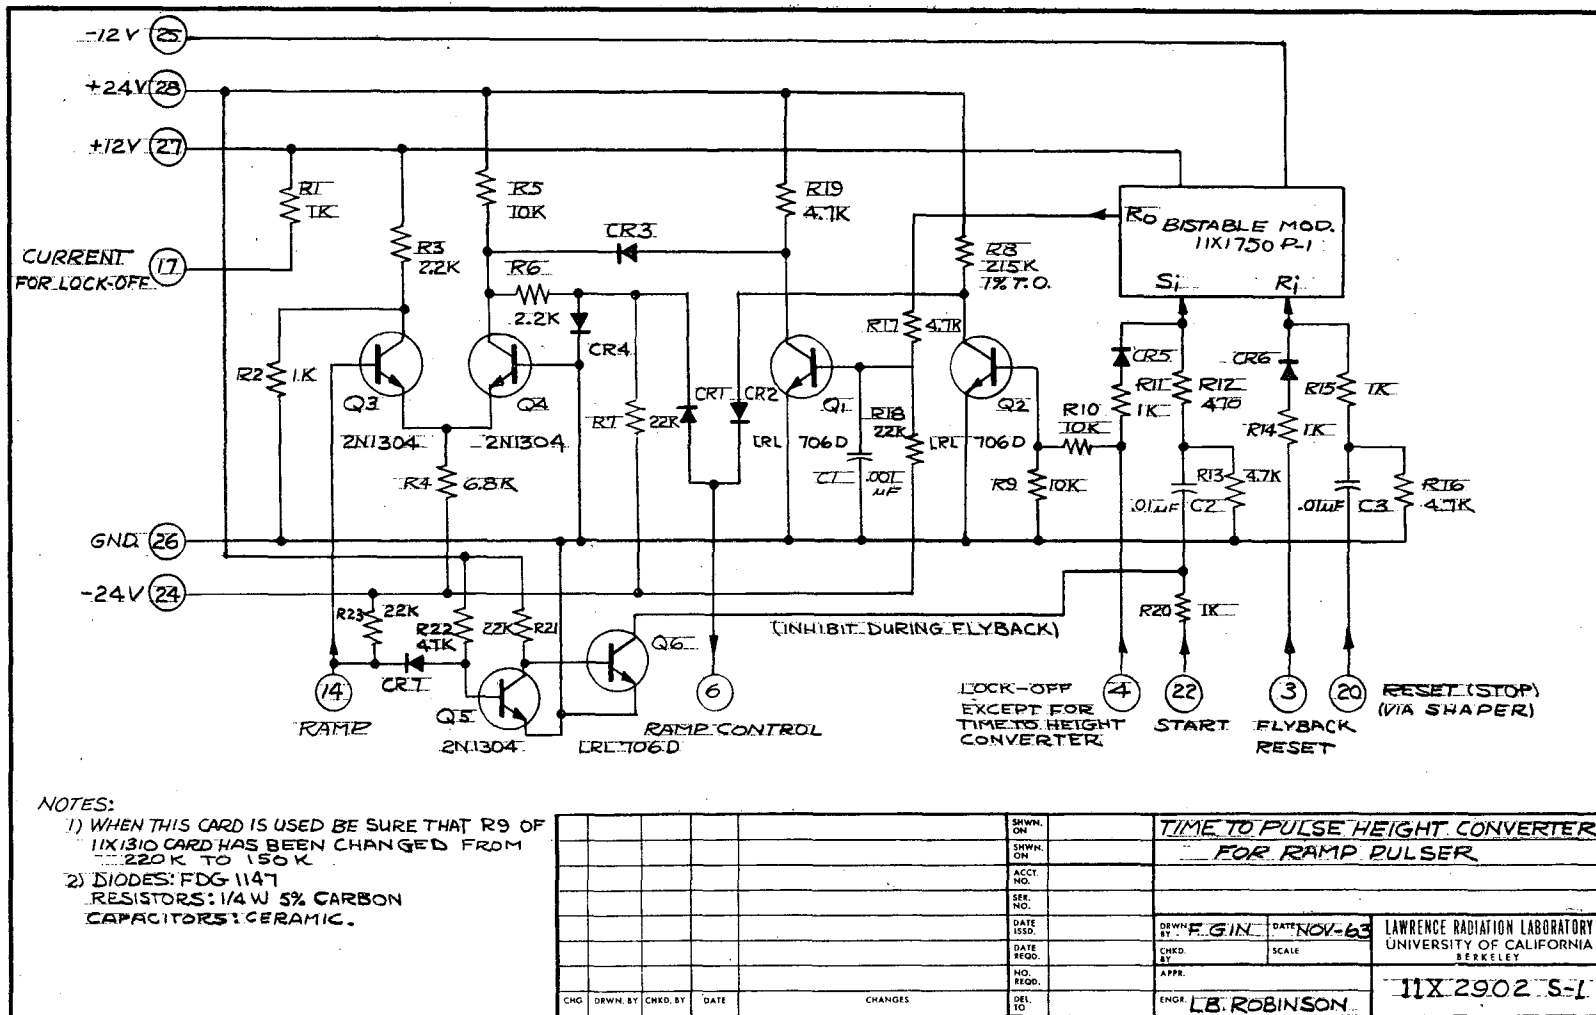 -12V 25
+24V 28
+12V 27
R1
1K
R3
2.2K
R5
10K
CR3
R19
4.7K
R6
2.2K
CR4
R8
215K
1% T.O.
Ro BISTABLE MOD.
11X1750 P-1
Si Ri
CURRENT
FOR LOCK-OFF 17
R2 1K
Q3
2N1304
Q4
2N1304
R4 6.8K
R7 22K
CR1 CR2
Q1
LRL 706D
R17 4.7K
R18
22K
C1 .001
μF
Q2
LRL 706D
R9 10K
R10
10K
CR5
R11
1K
R12
470
R13 4.7K
.01μF C2
CR6
R14 1K
R15 1K
.01μF C3
R16
4.7K
GND. 26
-24V 24
R23 22K
R22
4.7K
22K R21
CR7
Q5
2N1304
Q6
LRL 706D
(INHIBIT DURING FLYBACK)
R20 1K
14
RAMP
6
RAMP CONTROL
LOCK-OFF 4
EXCEPT FOR
TIME TO HEIGHT
CONVERTER
22
START
3
FLYBACK
RESET
20 RESET (STOP)
(VIA SHAPER)
NOTES:
1) WHEN THIS CARD IS USED BE SURE THAT R9 OF
11X1310 CARD HAS BEEN CHANGED FROM
220K TO 150K
2) DIODES: FDG 1147
RESISTORS: 1/4 W 5% CARBON
CAPACITORS: CERAMIC.
SHWN. ON
SHWN. ON
ACCT. NO.
SER. NO.
DATE ISSD.
DATE REQD.
NO. REQD.
DEL. TO
CHG DRWN. BY CHKD. BY DATE CHANGES
TIME TO PULSE HEIGHT CONVERTER
FOR RAMP PULSER
DRWN BY F. GIN DATE NOV-63
CHKD. BY SCALE
APPR.
ENGR. L.B. ROBINSON
LAWRENCE RADIATION LABORATORY
UNIVERSITY OF CALIFORNIA
BERKELEY
11X 2902 S-1